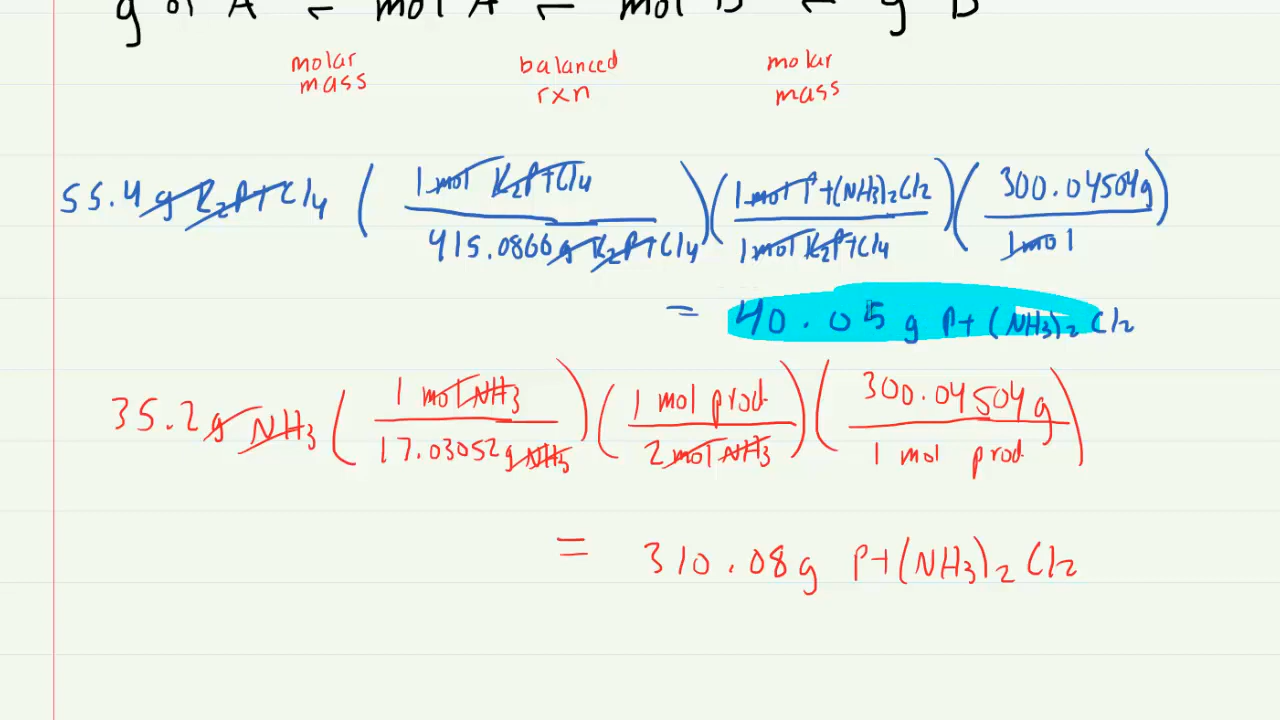 g of A ← mol A ← mol B ← g B
molar mass balanced rxn molar mass
55.4 g K₂PtCl₄ ( 1 mol K₂PtCl₄ / 415.0866 g K₂PtCl₄ ) ( 1 mol Pt(NH₃)₂Cl₂ / 1 mol K₂PtCl₄ ) ( 300.04504 g / 1 mol )
= 40.05 g Pt(NH₃)₂Cl₂
35.2 g NH₃ ( 1 mol NH₃ / 17.03052 g NH₃ ) ( 1 mol prod / 2 mol NH₃ ) ( 300.04504 g / 1 mol prod )
= 310.08 g Pt(NH₃)₂Cl₂